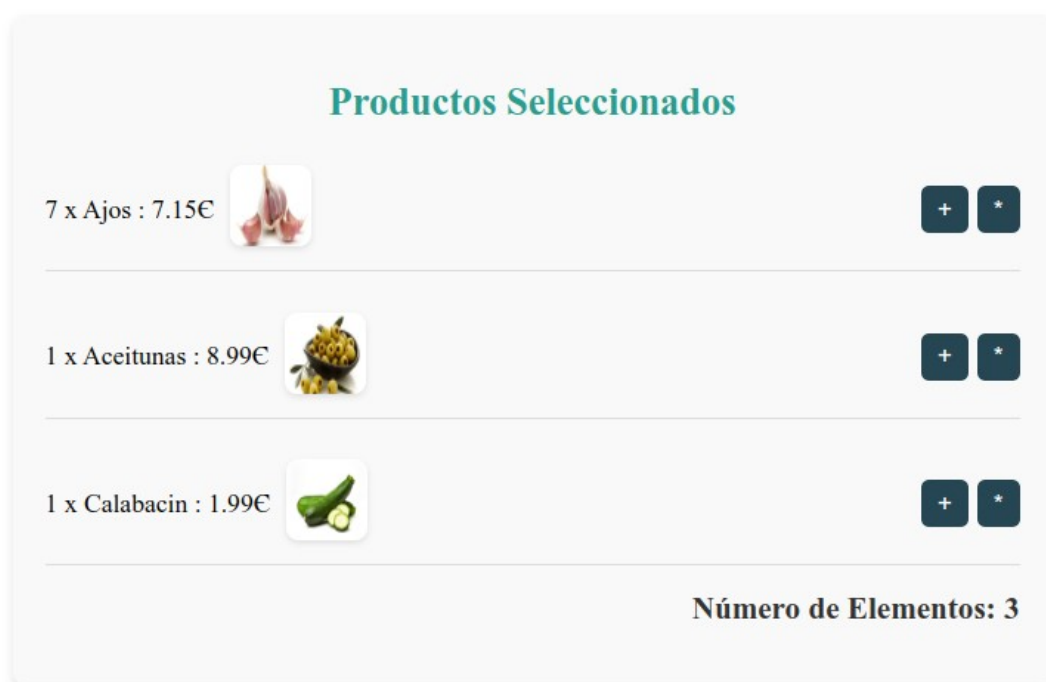 Productos Seleccionados
7 x Ajos : 7.15€
+ *
1 x Aceitunas : 8.99€
+ *
1 x Calabacin : 1.99€
+ *
Número de Elementos: 3